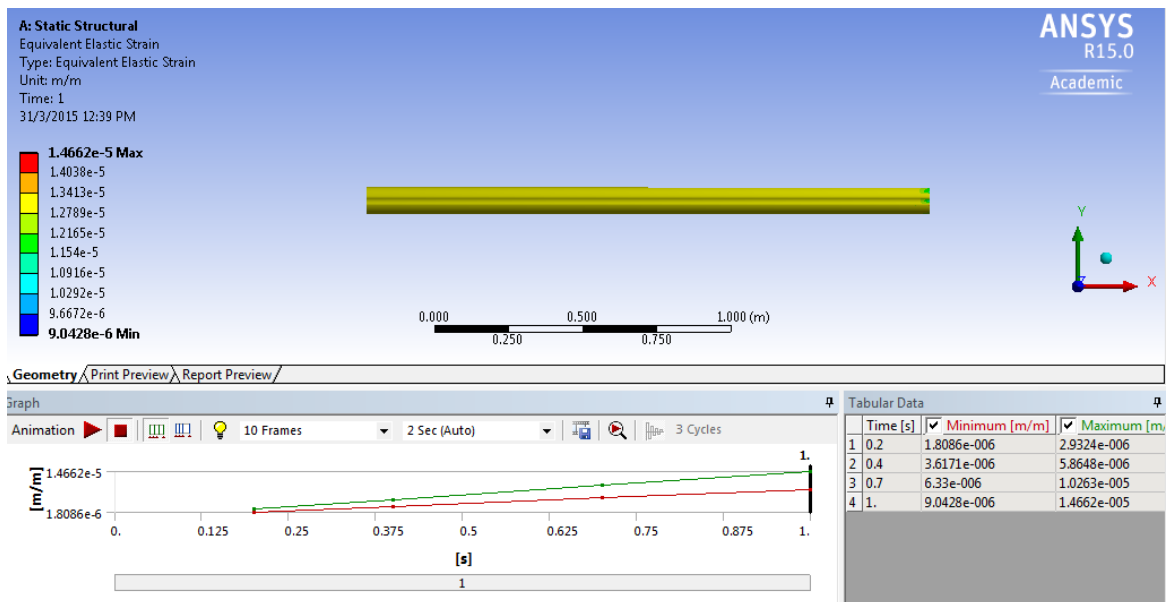 A: Static Structural
Equivalent Elastic Strain
Type: Equivalent Elastic Strain
Unit: m/m
Time: 1
31/3/2015 12:39 PM
ANSYS
R15.0
Academic
1.4662e-5 Max
1.4038e-5
1.3413e-5
1.2789e-5
1.2165e-5
1.154e-5
1.0916e-5
1.0292e-5
9.6672e-6
9.0428e-6 Min
Y
X
Z
0.000 0.500 1.000 (m)
0.250 0.750
Geometry Print Preview Report Preview
Graph
Animation 10 Frames 2 Sec (Auto) 3 Cycles
1.
1.4662e-5
[m/m]
1.8086e-6
0. 0.125 0.25 0.375 0.5 0.625 0.75 0.875 1.
[s]
1
Tabular Data
Time [s] Minimum [m/m] Maximum [m/
1 0.2 1.8086e-006 2.9324e-006
2 0.4 3.6171e-006 5.8648e-006
3 0.7 6.33e-006 1.0263e-005
4 1. 9.0428e-006 1.4662e-005